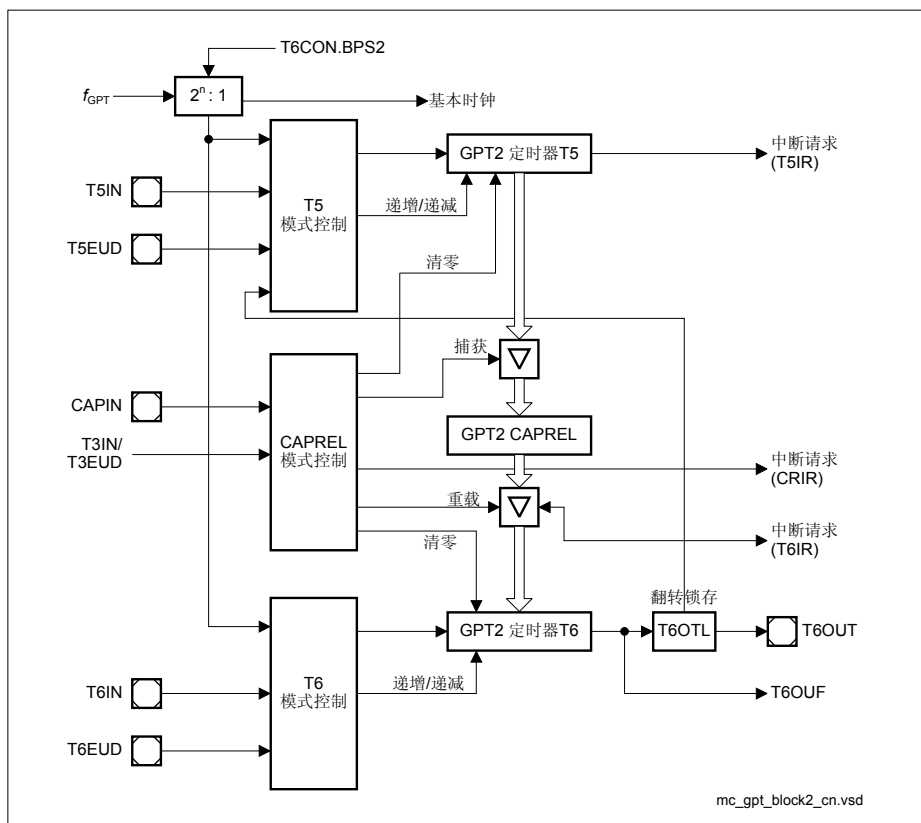 T6CON.BPS2
fGPT
2ⁿ : 1
基本时钟
T5IN
T5EUD
T5
模式控制
GPT2 定时器T5
中断请求
(T5IR)
递增/递减
清零
捕获
CAPIN
T3IN/
T3EUD
CAPREL
模式控制
GPT2 CAPREL
中断请求
(CRIR)
重载
清零
中断请求
(T6IR)
翻转锁存
T6IN
T6EUD
T6
模式控制
GPT2 定时器T6
T6OTL
T6OUT
递增/递减
T6OUF
mc_gpt_block2_cn.vsd